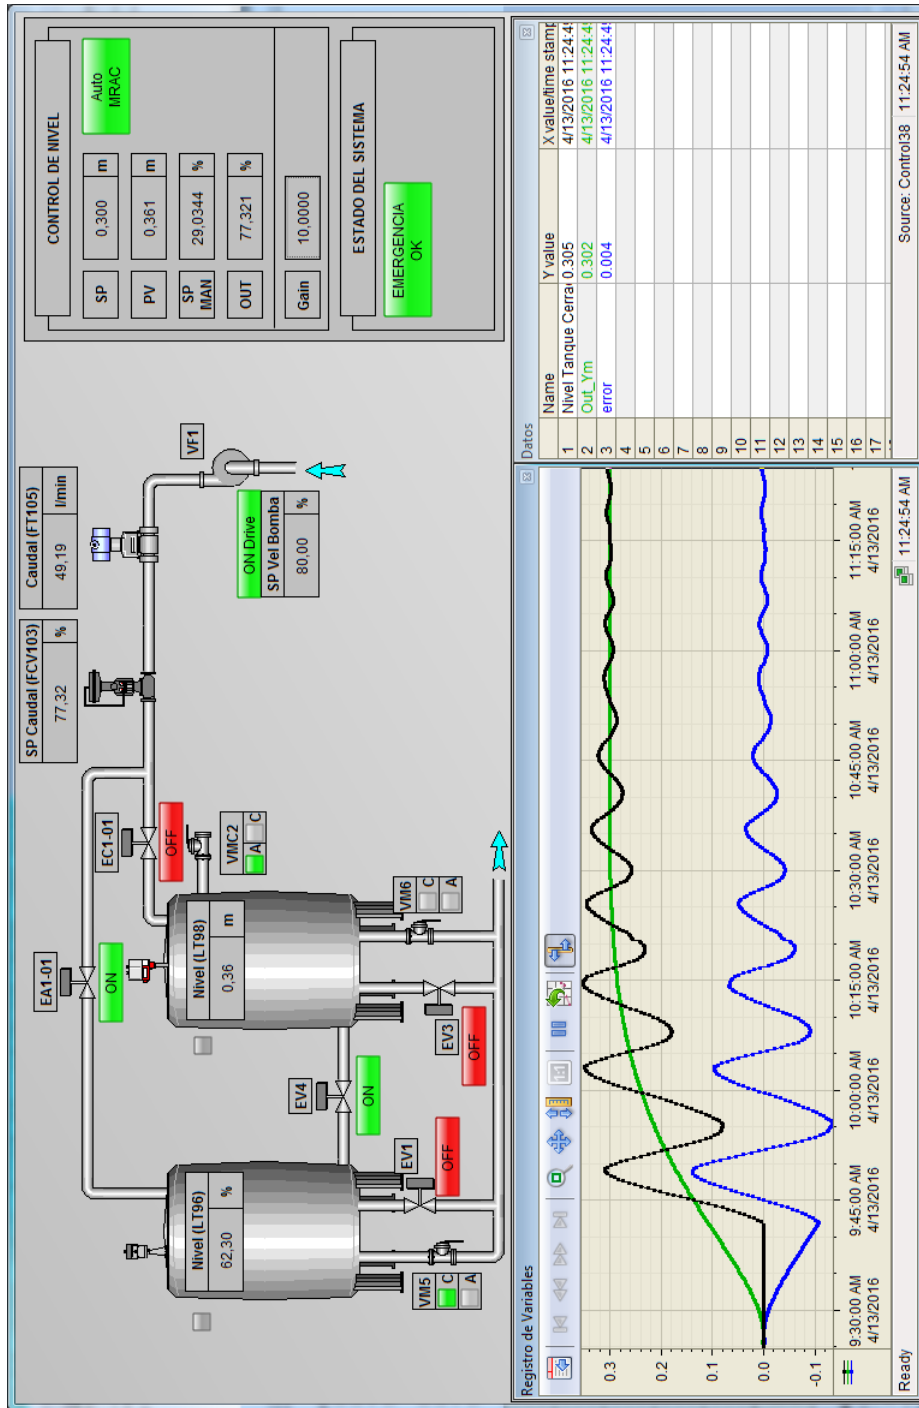 EA1-01
ON
EC1-01
OFF
SP Caudal (FCV103)
77,32 %
Caudal (FT105)
49,19 l/min
VF1
ON Drive
SP Vel Bomba
80,00 %
VMC2
A C
Nivel (LT96)
62,30 %
Nivel (LT98)
0,36 m
EV4
ON
VM5
C
A
EV1
OFF
EV3
OFF
VM6
C
A
CONTROL DE NIVEL
SP 0,300 m
Auto
MRAC
PV 0,361 m
SP
MAN
29,0344 %
OUT 77,321 %
Gain 10,0000
ESTADO DEL SISTEMA
EMERGENCIA
OK
Registro de Variables
1:1
0.3
0.2
0.1
0.0
-0.1
9:30:00 AM 9:45:00 AM 10:00:00 AM 10:15:00 AM 10:30:00 AM 10:45:00 AM 11:00:00 AM 11:15:00 AM
4/13/2016 4/13/2016 4/13/2016 4/13/2016 4/13/2016 4/13/2016 4/13/2016 4/13/2016
Ready 11:24:54 AM
Datos
Name Y value X value/time stamp
1 Nivel Tanque Cerra 0.305 4/13/2016 11:24:4
2 Out_Ym 0.302 4/13/2016 11:24:4
3 error 0.004 4/13/2016 11:24:4
4
5
6
7
8
9
10
11
12
13
14
15
16
17
Source: Control38 11:24:54 AM